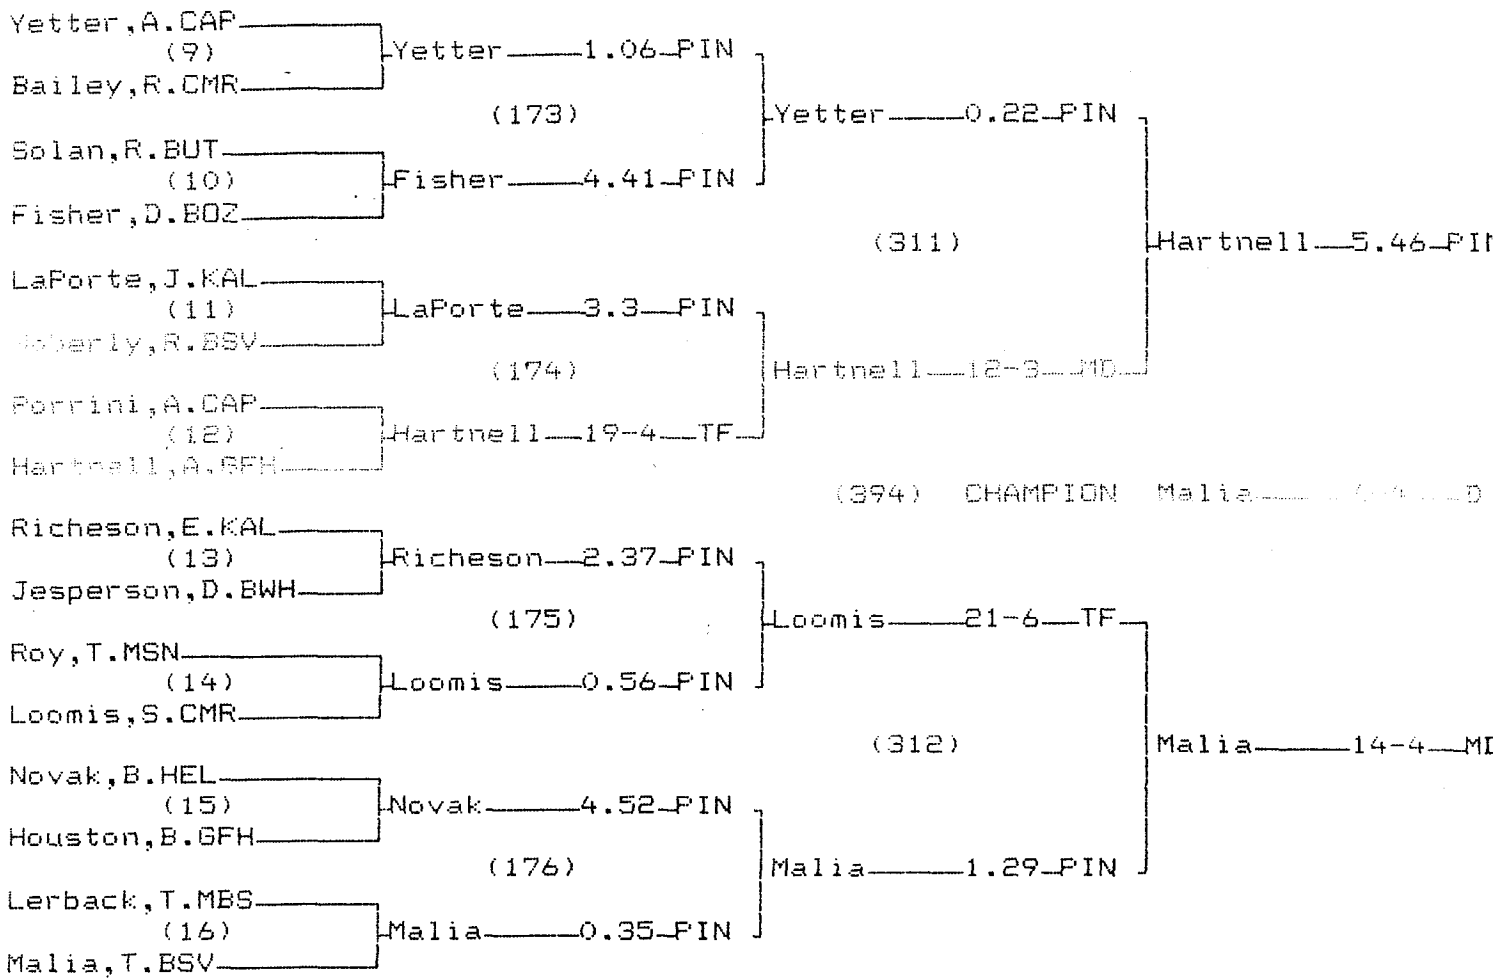 Yetter,A.CAP
(9) Yetter 1.06 PIN
Bailey,R.CMR
(173) Yetter 0.22 PIN
Solan,R.BUT
(10) Fisher 4.41 PIN
Fisher,D.BOZ
(311) Hartnell 5.46 PIN
LaPorte,J.KAL
(11) LaPorte 3.3 PIN
R.BSV
(174) Hartnell 12-3 MD
Porrini,A.CAP
(12) Hartnell 19-4 TF
Hartnell,A.GFH
(394) CHAMPION Malia D
Richeson,E.KAL
(13) Richeson 2.37 PIN
Jesperson,D.BWH
(175) Loomis 21-6 TF
Roy,T.MSN
(14) Loomis 0.56 PIN
Loomis,S.CMR
(312) Malia 14-4 MD
Novak,B.HEL
(15) Novak 4.52 PIN
Houston,B.GFH
(176) Malia 1.29 PIN
Lerback,T.MBS
(16) Malia 0.35 PIN
Malia,T.BSV